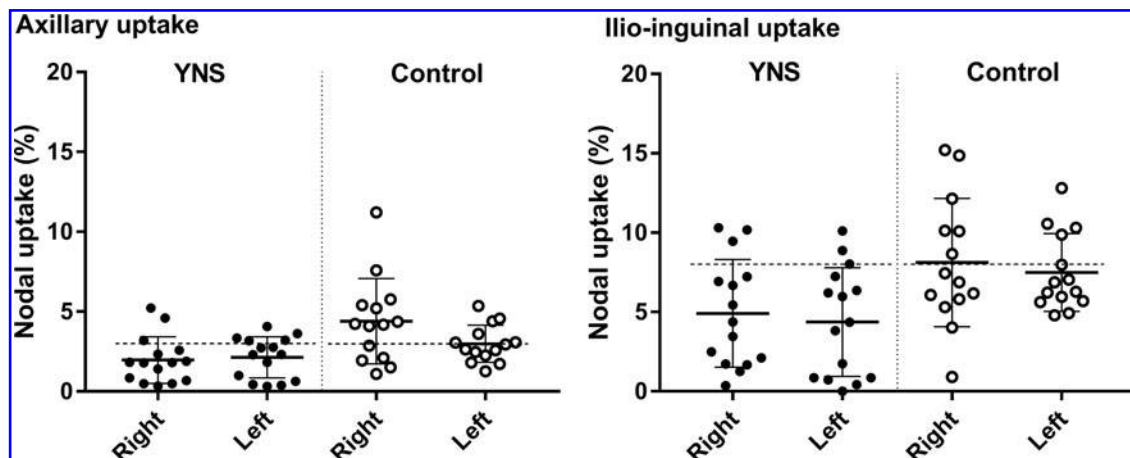 Axillary uptake
YNS Control
Nodal uptake (%)
20
15
10
5
0
Right Left Right Left
Ilio-inguinal uptake
YNS Control
Nodal uptake (%)
20
15
10
5
0
Right Left Right Left